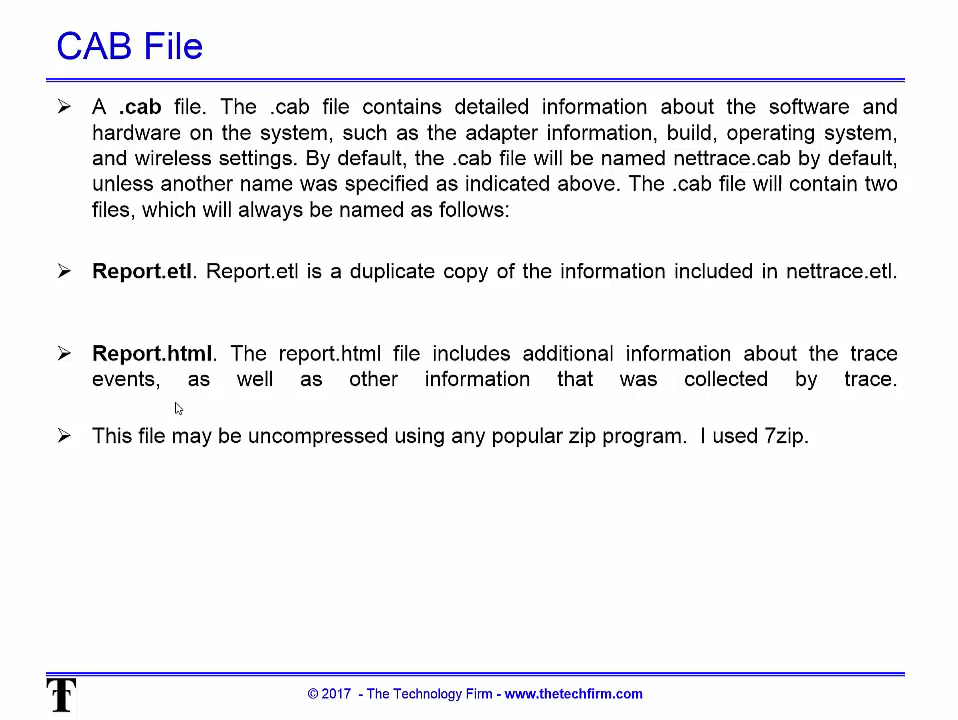 CAB File
➢ A .cab file. The .cab file contains detailed information about the software and
hardware on the system, such as the adapter information, build, operating system,
and wireless settings. By default, the .cab file will be named nettrace.cab by default,
unless another name was specified as indicated above. The .cab file will contain two
files, which will always be named as follows:
➢ Report.etl. Report.etl is a duplicate copy of the information included in nettrace.etl.
➢ Report.html. The report.html file includes additional information about the trace
events, as well as other information that was collected by trace.
➢ This file may be uncompressed using any popular zip program.  I used 7zip.
© 2017  - The Technology Firm - www.thetechfirm.com